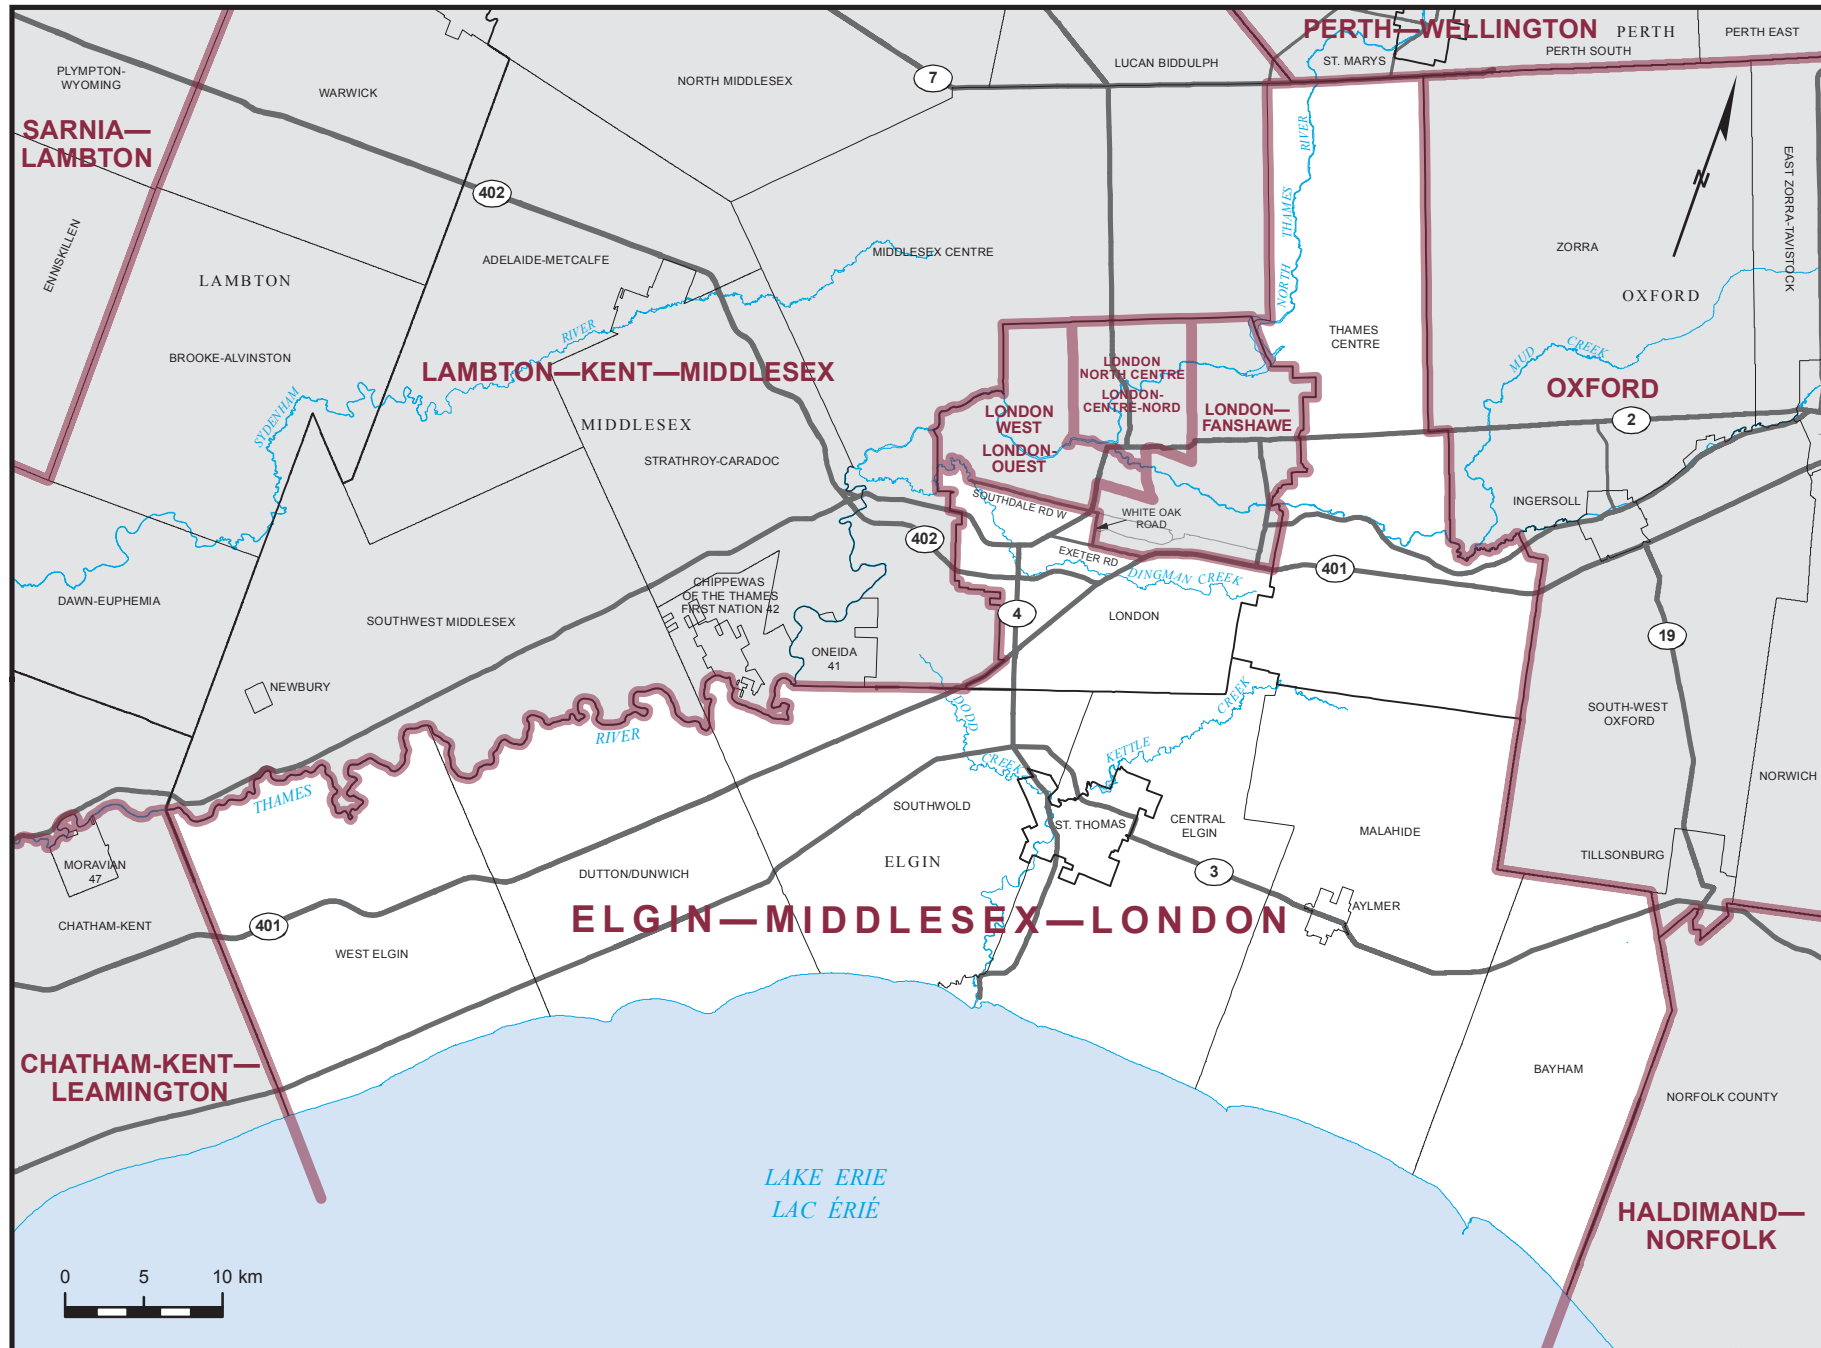 PERTH—WELLINGTON
PERTH
PERTH EAST
PERTH SOUTH
ST. MARYS
LUCAN BIDDULPH
PLYMPTON-
WYOMING
WARWICK
NORTH MIDDLESEX
7
SARNIA—
LAMBTON
402
NORTH THAMES RIVER
N
EAST ZORRA-TAVISTOCK
ENNISKILLEN
LAMBTON
ADELAIDE-METCALFE
MIDDLESEX CENTRE
ZORRA
OXFORD
BROOKE-ALVINSTON
SYDENHAM RIVER
LAMBTON—KENT—MIDDLESEX
THAMES
CENTRE
MUD CREEK
OXFORD
LONDON
NORTH CENTRE
LONDON-
CENTRE-NORD
LONDON
WEST
LONDON-
OUEST
LONDON—
FANSHAWE
2
MIDDLESEX
STRATHROY-CARADOC
SOUTHDALE RD W
WHITE OAK
ROAD
INGERSOLL
402
EXETER RD
DINGMAN CREEK
401
CHIPPEWAS
OF THE THAMES
FIRST NATION 42
DAWN-EUPHEMIA
SOUTHWEST MIDDLESEX
4
LONDON
19
ONEIDA
41
NEWBURY
DODD
CREEK
KETTLE
CREEK
SOUTH-WEST
OXFORD
THAMES
RIVER
NORWICH
SOUTHWOLD
ST. THOMAS
CENTRAL
ELGIN
MALAHIDE
MORAVIAN
47
ELGIN
DUTTON/DUNWICH
3
TILLSONBURG
AYLMER
CHATHAM-KENT
401
ELGIN—MIDDLESEX—LONDON
WEST ELGIN
CHATHAM-KENT—
LEAMINGTON
BAYHAM
NORFOLK COUNTY
LAKE ERIE
LAC ÉRIÉ
HALDIMAND—
NORFOLK
0 5 10 km